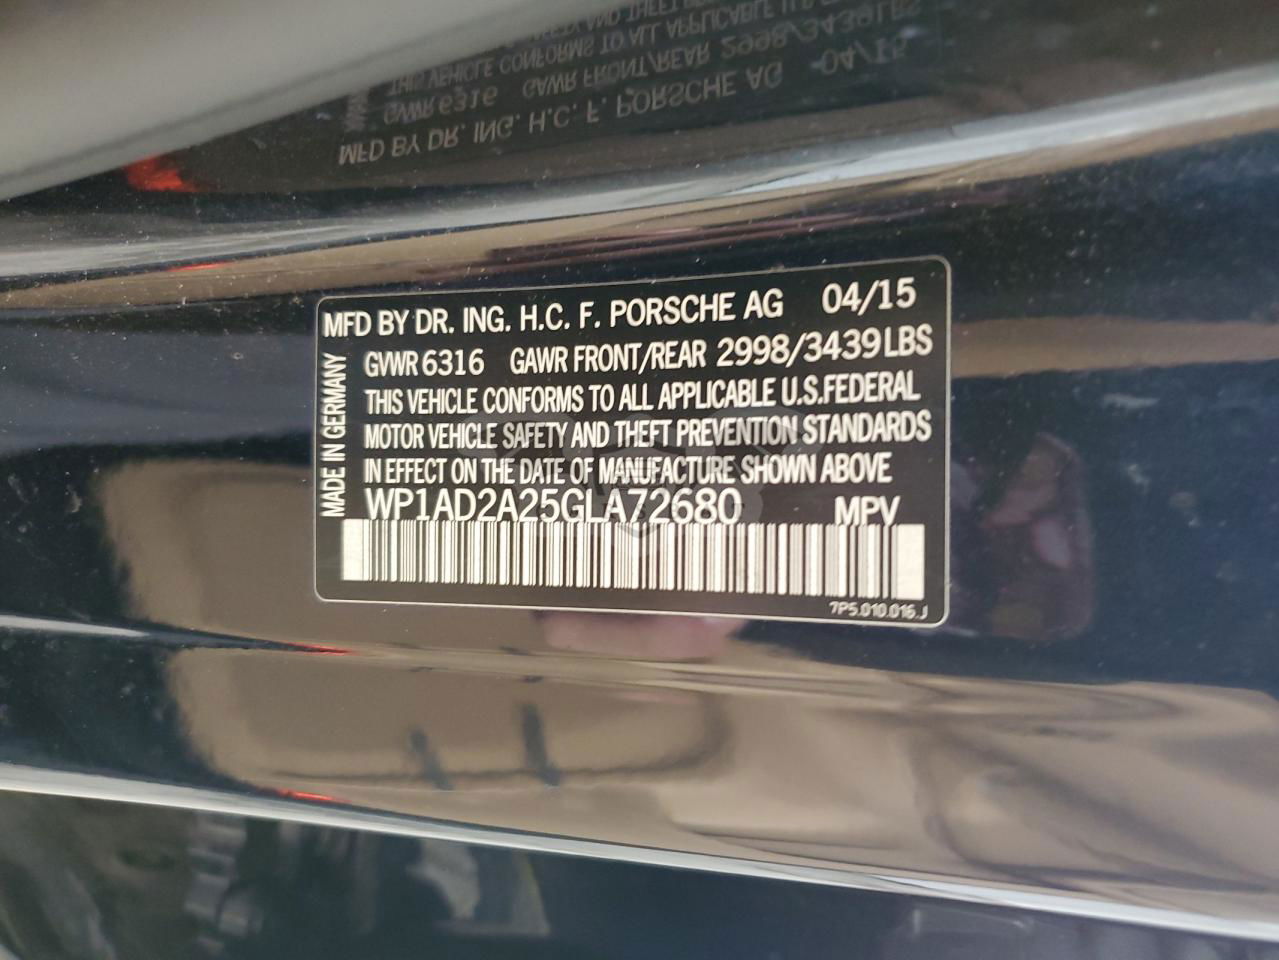 MFD BY DR. ING. H.C. F. PORSCHE AG 04/15
GVWR 6316 GAWR FRONT/REAR 2998/3439LBS
THIS VEHICLE CONFORMS TO ALL APPLICABLE U.S.FEDERAL
MOTOR VEHICLE SAFETY AND THEFT PREVENTION STANDARDS
IN EFFECT ON THE DATE OF MANUFACTURE SHOWN ABOVE
WP1AD2A25GLA72680 MPV
MADE IN GERMANY
7P5.010.016.J